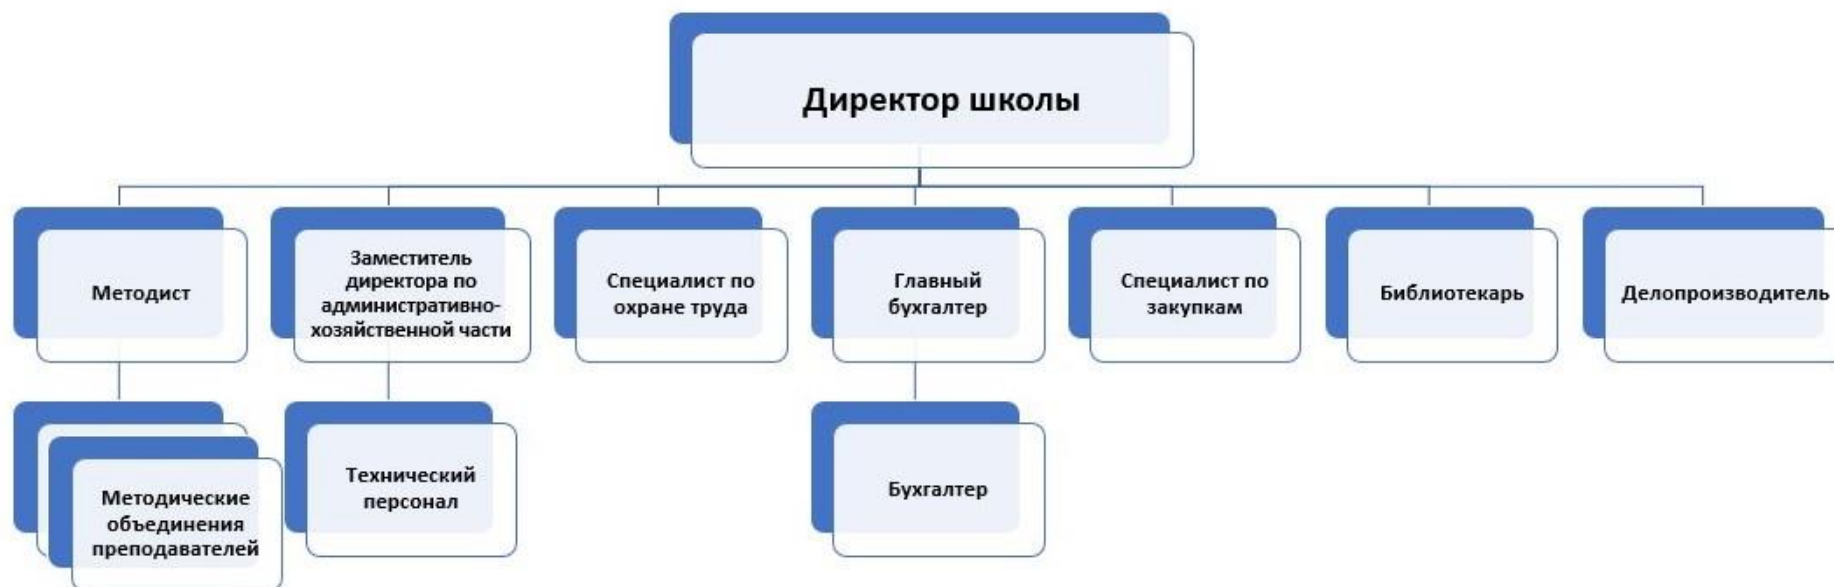 Директор школы
Методист
Заместитель
директора по
административно-
хозяйственной части
Специалист по
охране труда
Главный
бухгалтер
Специалист по
закупкам
Библиотекарь
Делопроизводитель
Методические
объединения
преподавателей
Технический
персонал
Бухгалтер